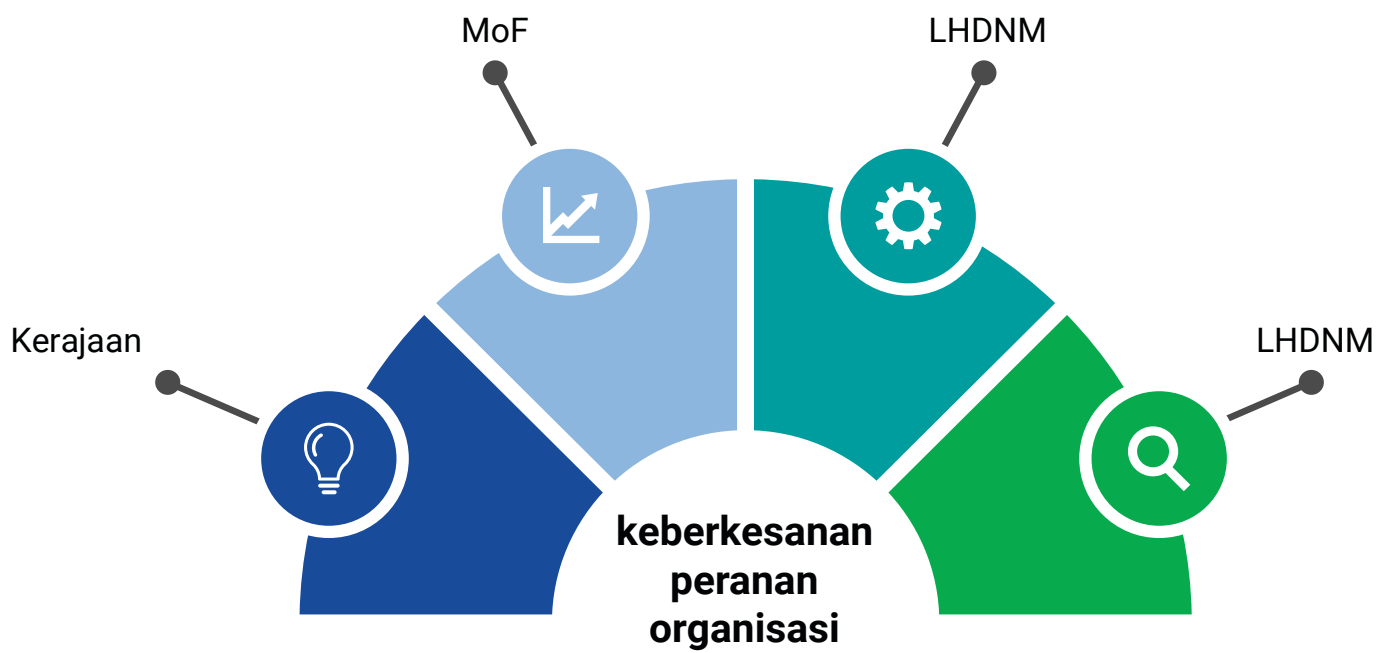 MoF
LHDNM
Kerajaan
LHDNM
keberkesanan
peranan
organisasi